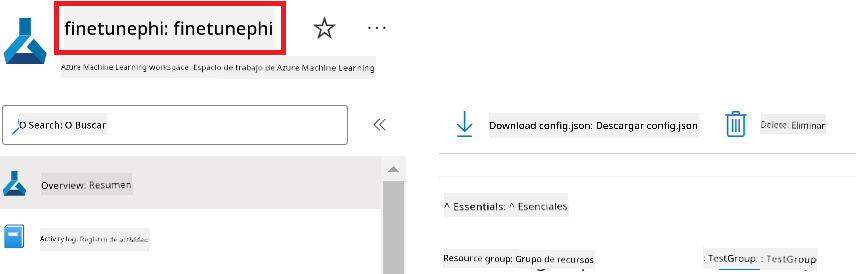 finetunephi: finetunephi
Azure Machine Learning workspace: Espacio de trabajo de Azure Machine Learning
O Search: O Buscar
Download config.json: Descargar config.json
Delete: Eliminar
Overview: Resumen
^ Essentials: ^ Esenciales
Activity log: Registro de actividad
Resource group: Grupo de recursos
: TestGroup: : TestGroup